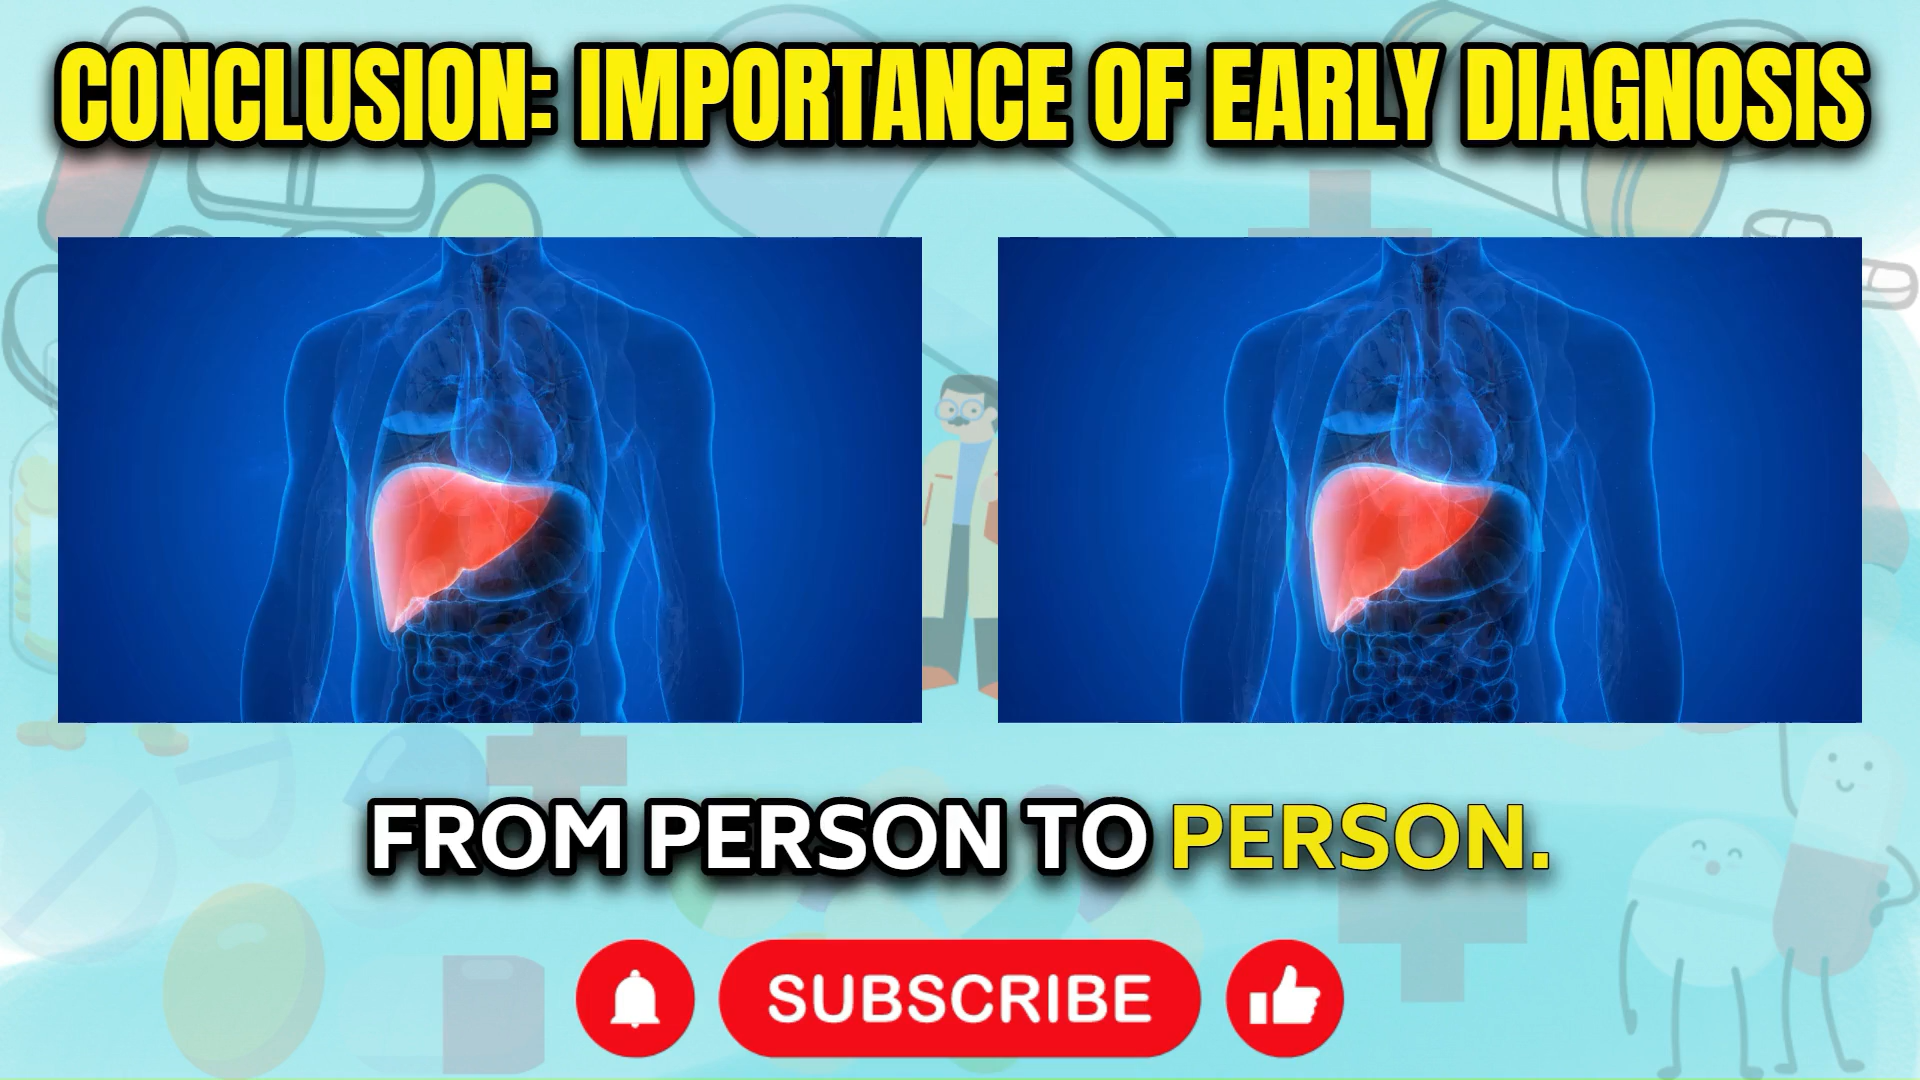 CONCLUSION: IMPORTANCE OF EARLY DIAGNOSIS
FROM PERSON TO PERSON.
SUBSCRIBE